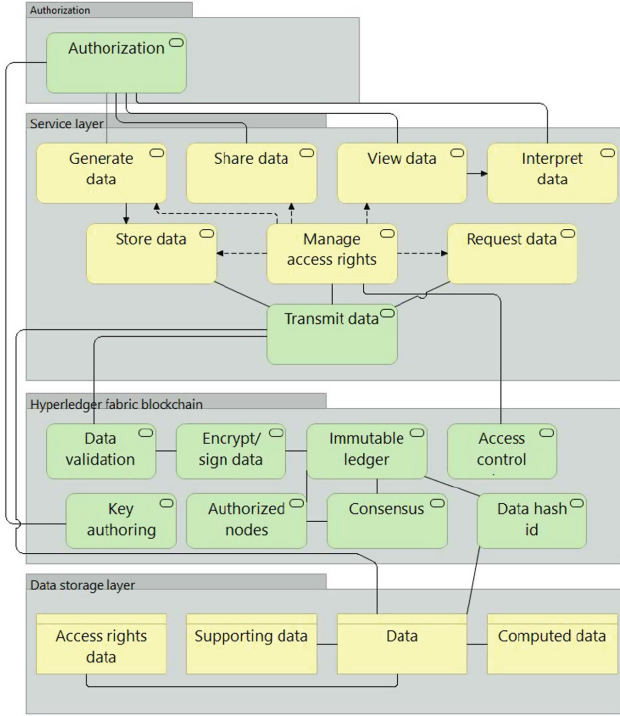 Authorization
Authorization
Service layer
Generate
data
Share data
View data
Interpret
data
Store data
Manage
access rights
Request data
Transmit data
Hyperledger fabric blockchain
Data
validation
Encrypt/
sign data
Immutable
ledger
Access
control
Key
authoring
Authorized
nodes
Consensus
Data hash
id
Data storage layer
Access rights
data
Supporting data
Data
Computed data